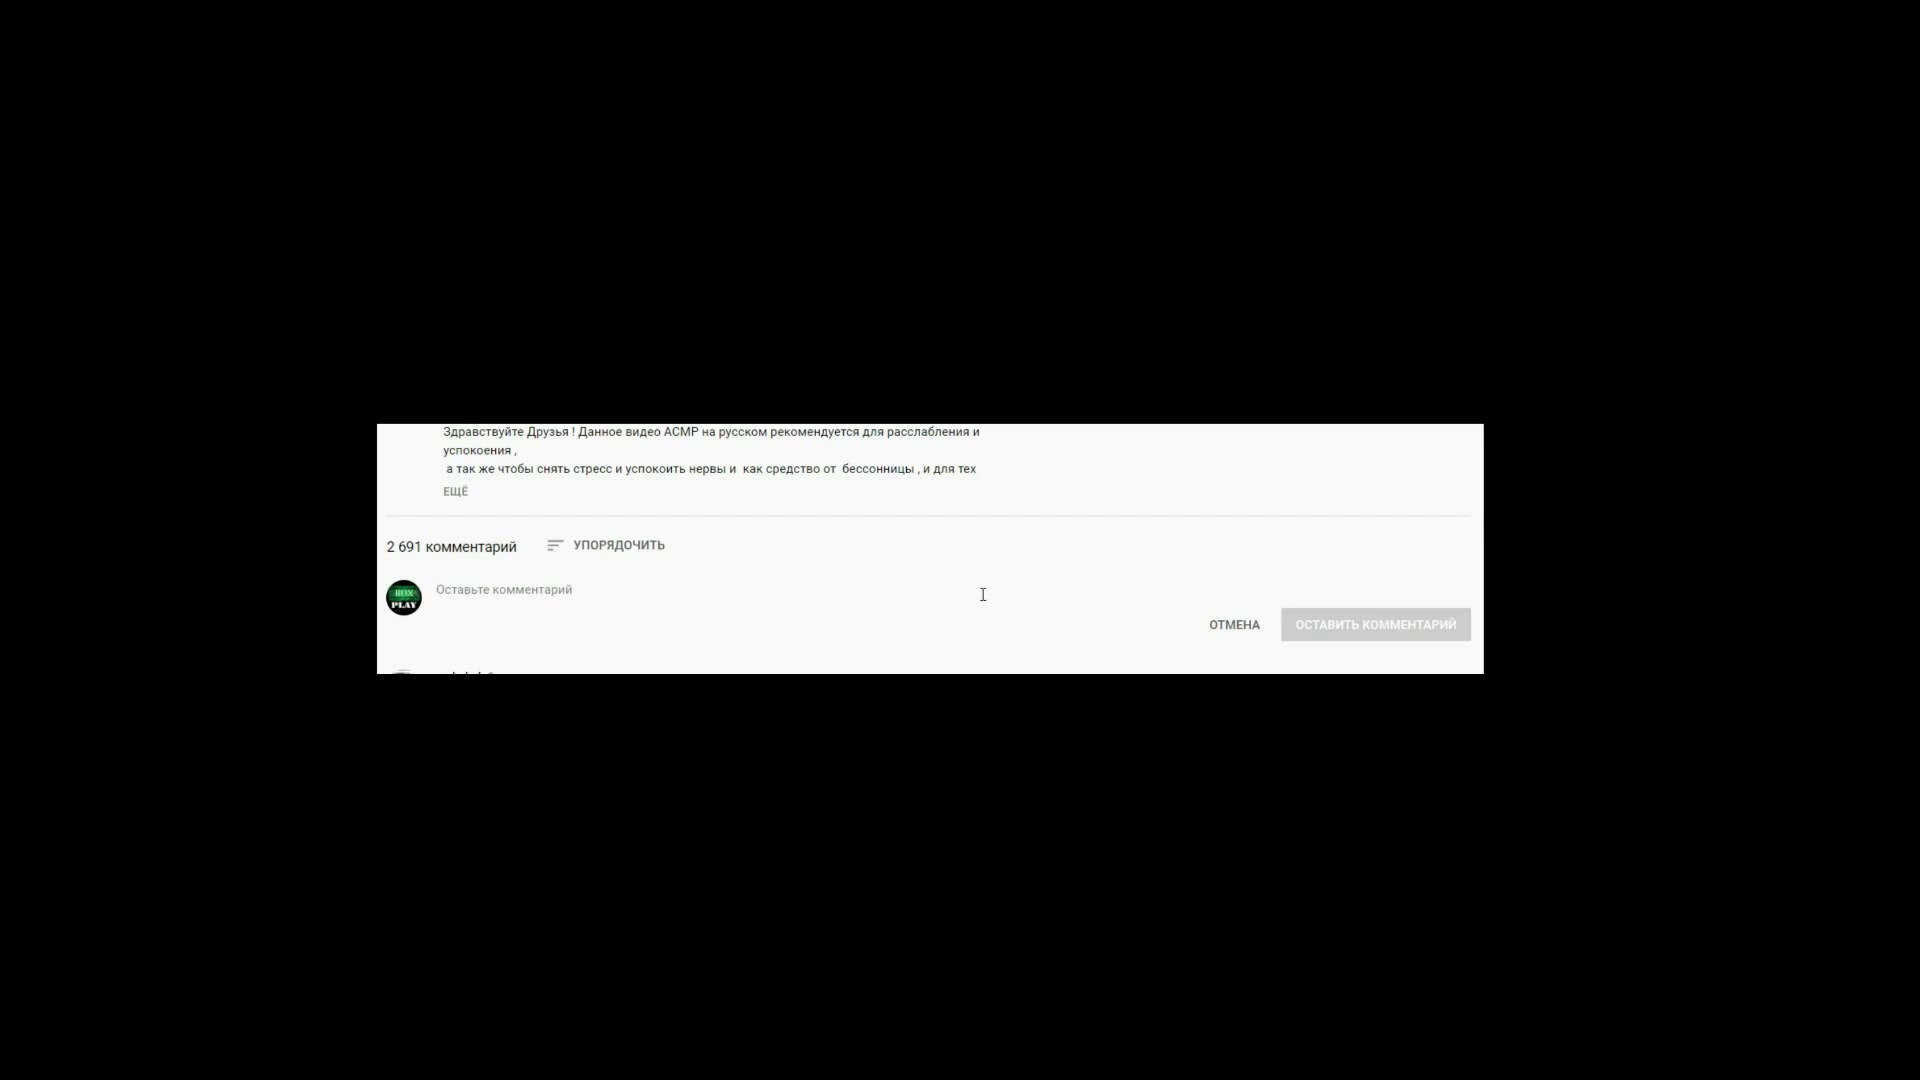 Здравствуйте Друзья ! Данное видео АСМР на русском рекомендуется для расслабления и
успокоения ,
а так же чтобы снять стресс и успокоить нервы и как средство от бессонницы , и для тех
ЕЩЁ
2 691 комментарий УПОРЯДОЧИТЬ
HOX
PLAY
Оставьте комментарий
ОТМЕНА ОСТАВИТЬ КОММЕНТАРИЙ